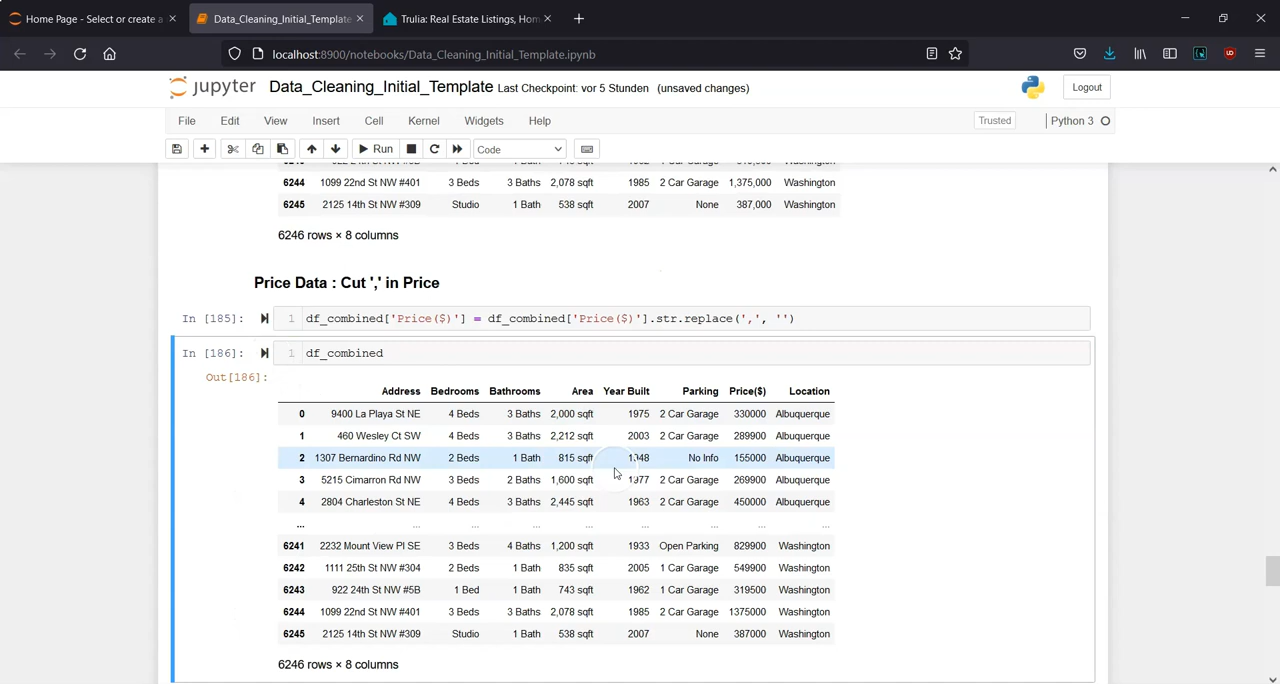 Home Page - Select or create a
Data_Cleaning_Initial_Template
Trulia: Real Estate Listings, Hom
localhost:8900/notebooks/Data_Cleaning_Initial_Template.ipynb
jupyter Data_Cleaning_Initial_Template Last Checkpoint: vor 5 Stunden (unsaved changes) Logout
File Edit View Insert Cell Kernel Widgets Help Trusted Python 3
Run Code
6244 1099 22nd St NW #401 3 Beds 3 Baths 2,078 sqft 1985 2 Car Garage 1,375,000 Washington
6245 2125 14th St NW #309 Studio 1 Bath 538 sqft 2007 None 387,000 Washington
6246 rows × 8 columns
Price Data : Cut ',' in Price
In [185]: 1 df_combined['Price($)'] = df_combined['Price($)'].str.replace(',', '')
In [186]: 1 df_combined
Out[186]:
Address Bedrooms Bathrooms Area Year Built Parking Price($) Location
0 9400 La Playa St NE 4 Beds 3 Baths 2,000 sqft 1975 2 Car Garage 330000 Albuquerque
1 460 Wesley Ct SW 4 Beds 3 Baths 2,212 sqft 2003 2 Car Garage 289900 Albuquerque
2 1307 Bernardino Rd NW 2 Beds 1 Bath 815 sqft 1948 No Info 155000 Albuquerque
3 5215 Cimarron Rd NW 3 Beds 2 Baths 1,600 sqft 1977 2 Car Garage 269900 Albuquerque
4 2804 Charleston St NE 4 Beds 3 Baths 2,445 sqft 1963 2 Car Garage 450000 Albuquerque
... ... ... ... ... ... ... ... ...
6241 2232 Mount View Pl SE 3 Beds 4 Baths 1,200 sqft 1933 Open Parking 829900 Washington
6242 1111 25th St NW #304 2 Beds 1 Bath 835 sqft 2005 1 Car Garage 549900 Washington
6243 922 24th St NW #5B 1 Bed 1 Bath 743 sqft 1962 1 Car Garage 319500 Washington
6244 1099 22nd St NW #401 3 Beds 3 Baths 2,078 sqft 1985 2 Car Garage 1375000 Washington
6245 2125 14th St NW #309 Studio 1 Bath 538 sqft 2007 None 387000 Washington
6246 rows × 8 columns